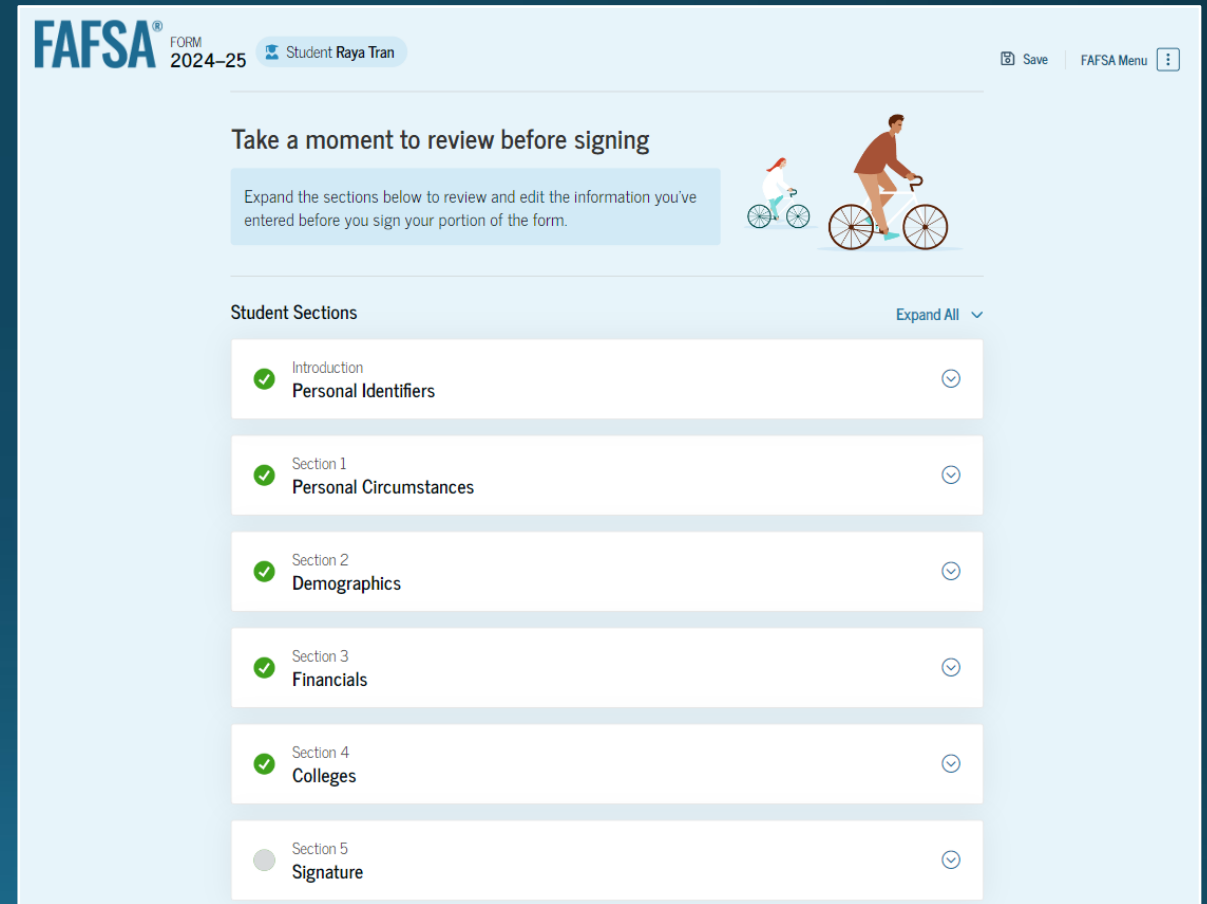 FAFSA®
FORM
2024–25
Student Raya Tran
Save
FAFSA Menu
Take a moment to review before signing
Expand the sections below to review and edit the information you've
entered before you sign your portion of the form.
Student Sections
Expand All
Introduction
Personal Identifiers
Section 1
Personal Circumstances
Section 2
Demographics
Section 3
Financials
Section 4
Colleges
Section 5
Signature